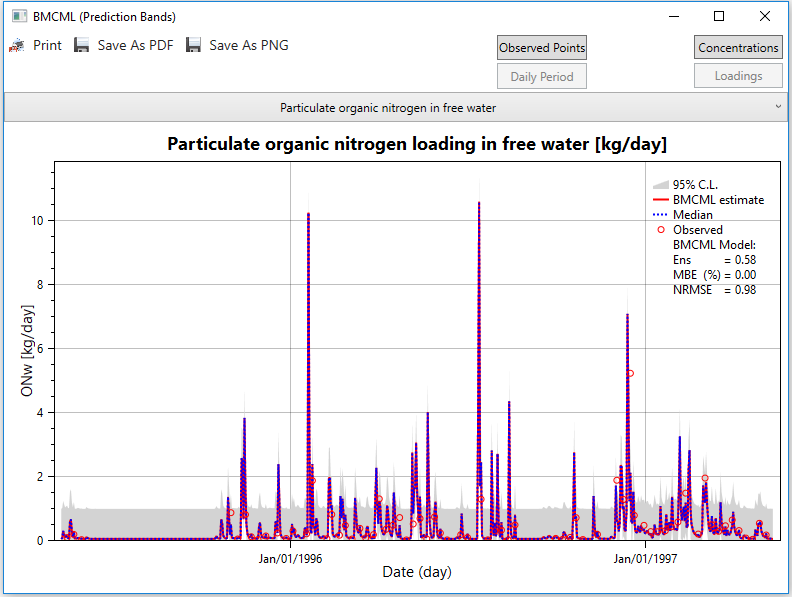 BMCML (Prediction Bands)
Print Save As PDF Save As PNG
Observed Points Concentrations
Daily Period Loadings
Particulate organic nitrogen in free water
Particulate organic nitrogen loading in free water [kg/day]
95% C.L.
BMCML estimate
Median
Observed
BMCML Model:
Ens = 0.58
MBE (%) = 0.00
NRMSE = 0.98
ONw [kg/day]
10
8
6
4
2
0
Jan/01/1996 Jan/01/1997
Date (day)